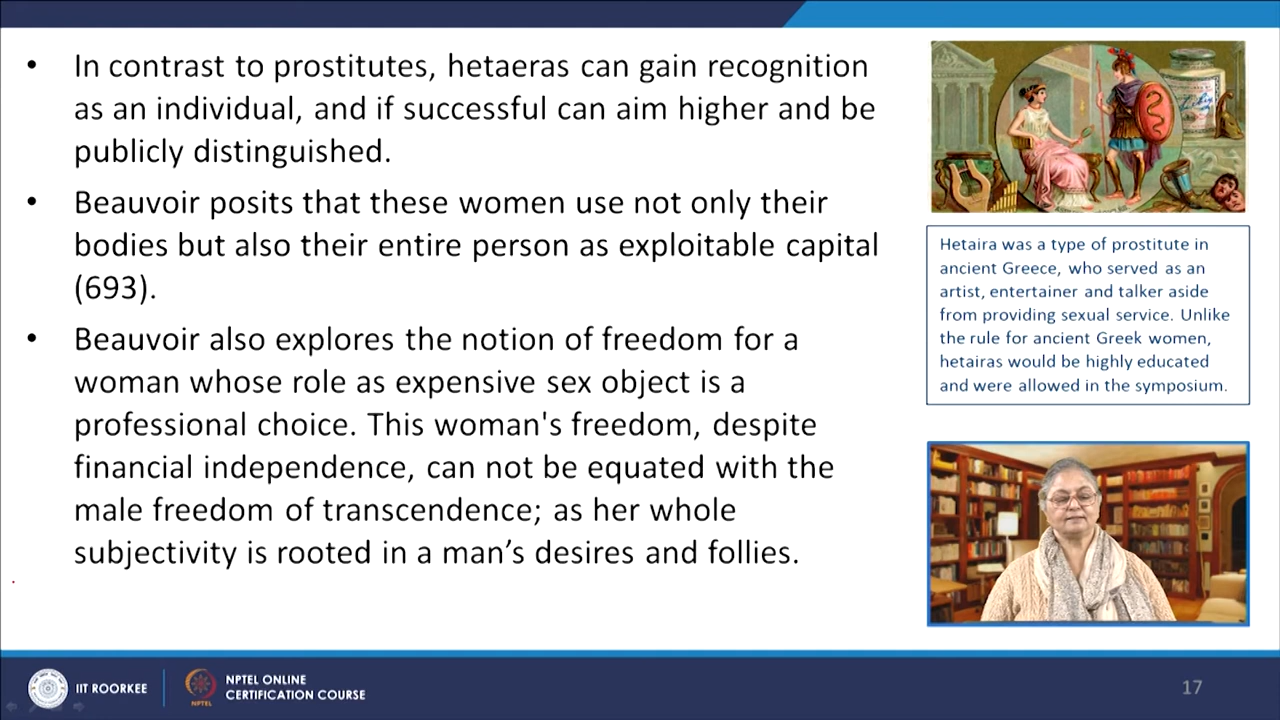 • In contrast to prostitutes, hetaeras can gain recognition
as an individual, and if successful can aim higher and be
publicly distinguished.
• Beauvoir posits that these women use not only their
bodies but also their entire person as exploitable capital
(693).
• Beauvoir also explores the notion of freedom for a
woman whose role as expensive sex object is a
professional choice. This woman's freedom, despite
financial independence, can not be equated with the
male freedom of transcendence; as her whole
subjectivity is rooted in a man’s desires and follies.
Hetaira was a type of prostitute in
ancient Greece, who served as an
artist, entertainer and talker aside
from providing sexual service. Unlike
the rule for ancient Greek women,
hetairas would be highly educated
and were allowed in the symposium.
IIT ROORKEE
NPTEL
NPTEL ONLINE
CERTIFICATION COURSE
17